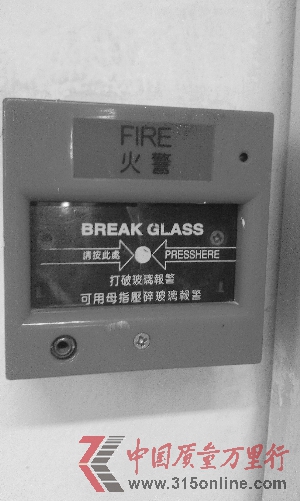 FIRE
火警
BREAK GLASS
請按此處 PRESSHERE
打破玻璃報警
可用母指壓碎玻璃報警
中国质量万里行
www.315online.com